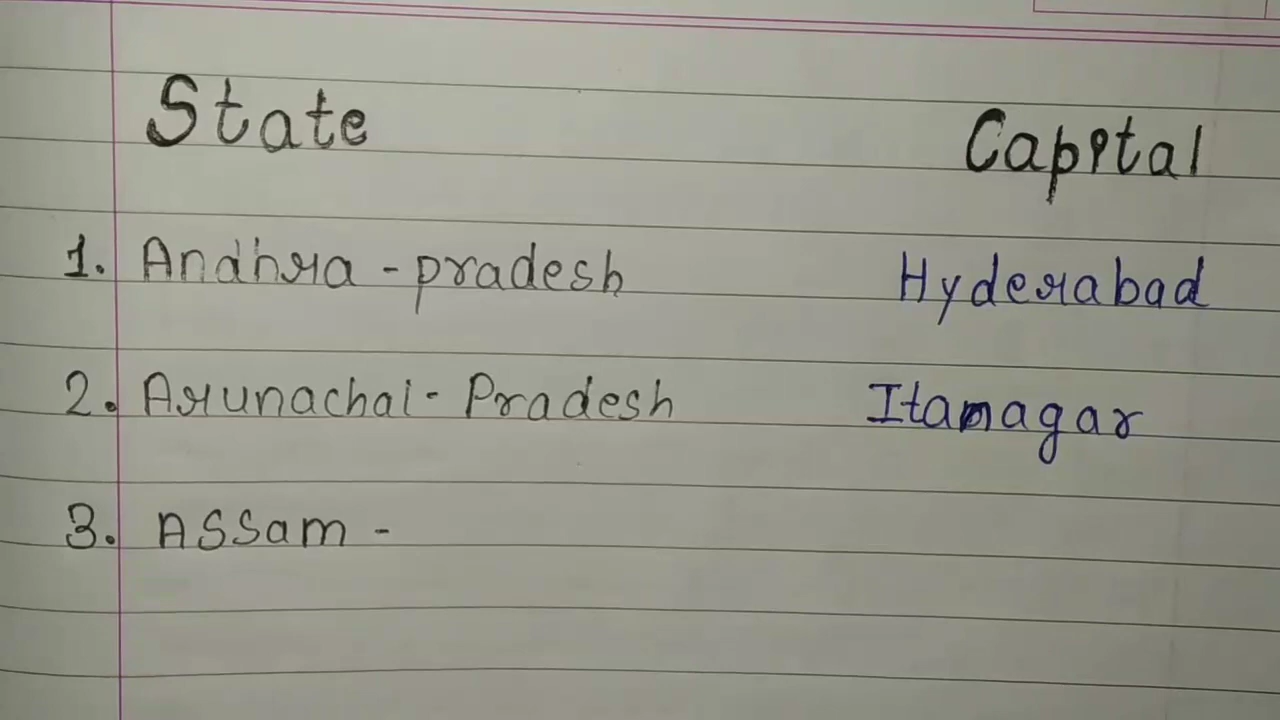 State Capital
1. Andhra - pradesh Hyderabad
2. Arunachal - Pradesh Itanagar
3. Assam -